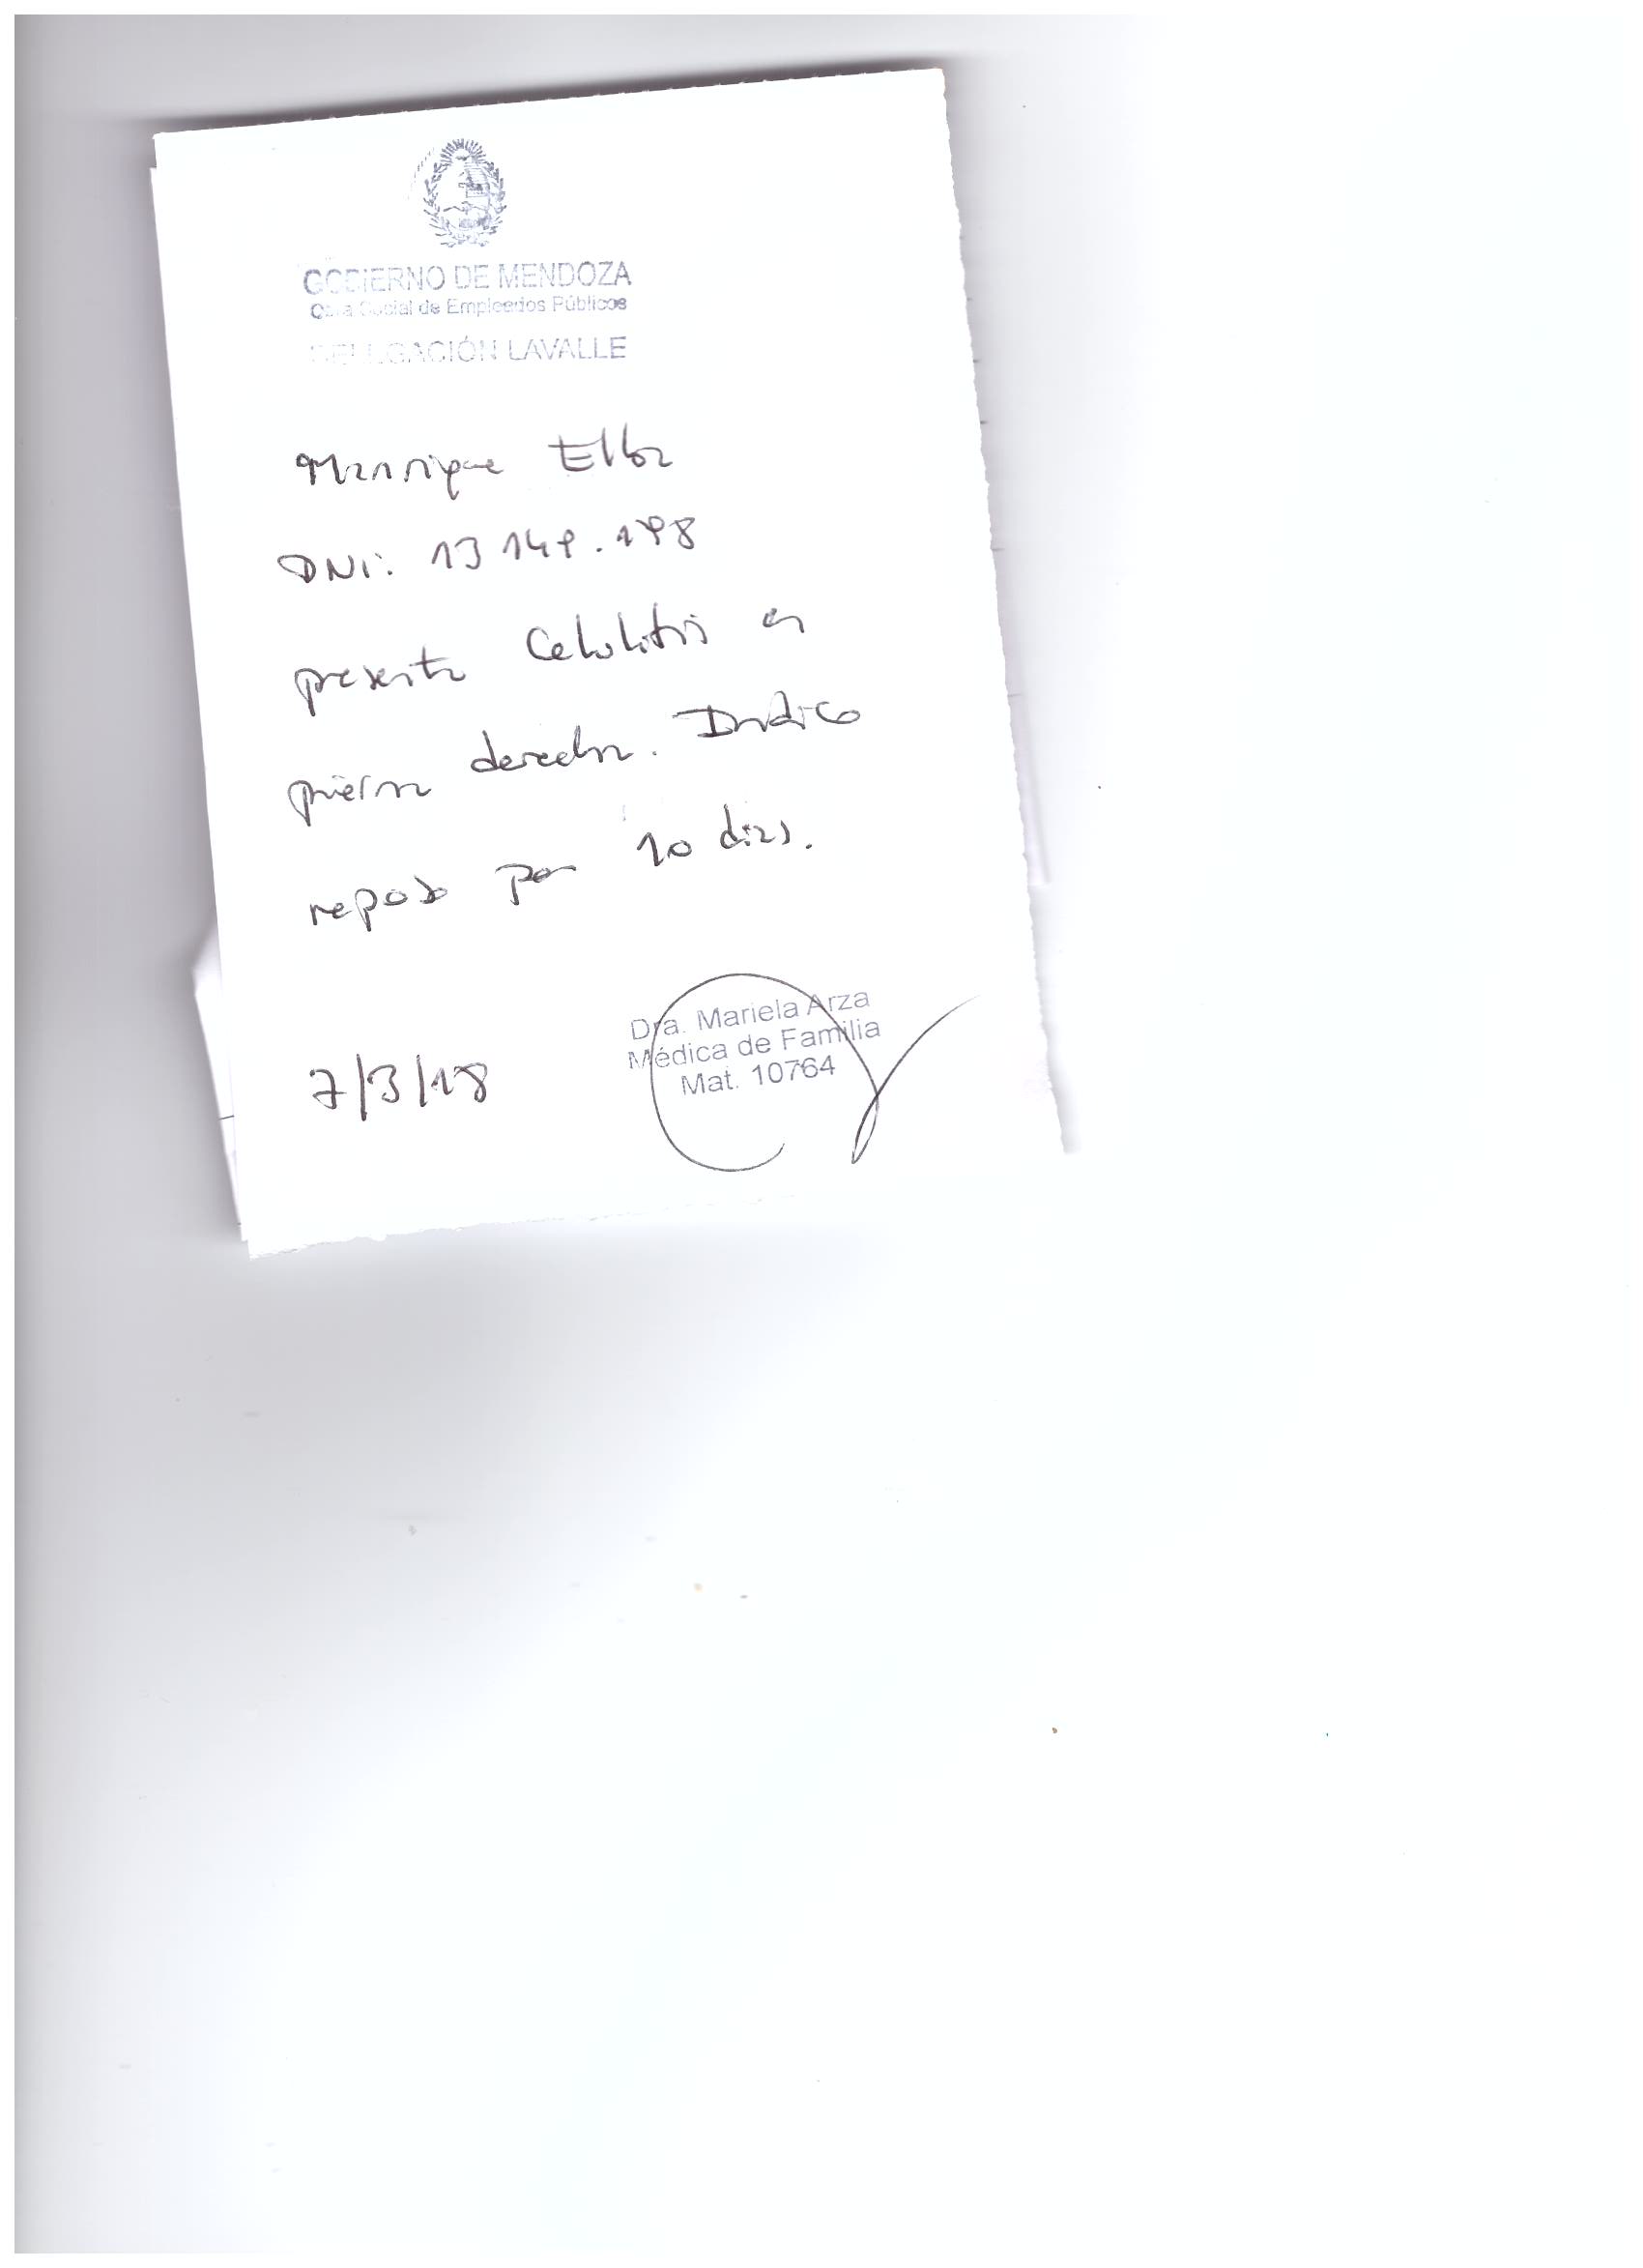 GOBIERNO DE MENDOZA
Obra Social de Empleados Públicos
DELEGACIÓN LAVALLE
Manrique Elba
DNi: 13 149.198
presenta Celulitis en
pierna derecha. Indico
reposo por 10 dias.
Dra. Mariela Arza
Médica de Familia
Mat. 10764
7/3/18